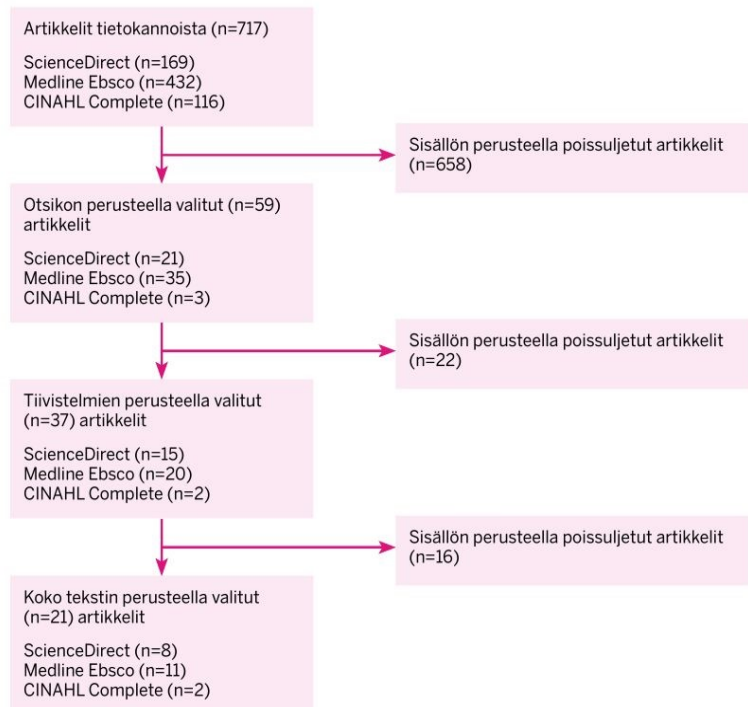 Artikkelit tietokannoista (n=717)
ScienceDirect (n=169)
Medline Ebsco (n=432)
CINAHL Complete (n=116)
Sisällön perusteella poissuljetut artikkelit
(n=658)
Otsikon perusteella valitut (n=59)
artikkelit
ScienceDirect (n=21)
Medline Ebsco (n=35)
CINAHL Complete (n=3)
Sisällön perusteella poissuljetut artikkelit
(n=22)
Tiivistelmien perusteella valitut
(n=37) artikkelit
ScienceDirect (n=15)
Medline Ebsco (n=20)
CINAHL Complete (n=2)
Sisällön perusteella poissuljetut artikkelit
(n=16)
Koko tekstin perusteella valitut
(n=21) artikkelit
ScienceDirect (n=8)
Medline Ebsco (n=11)
CINAHL Complete (n=2)